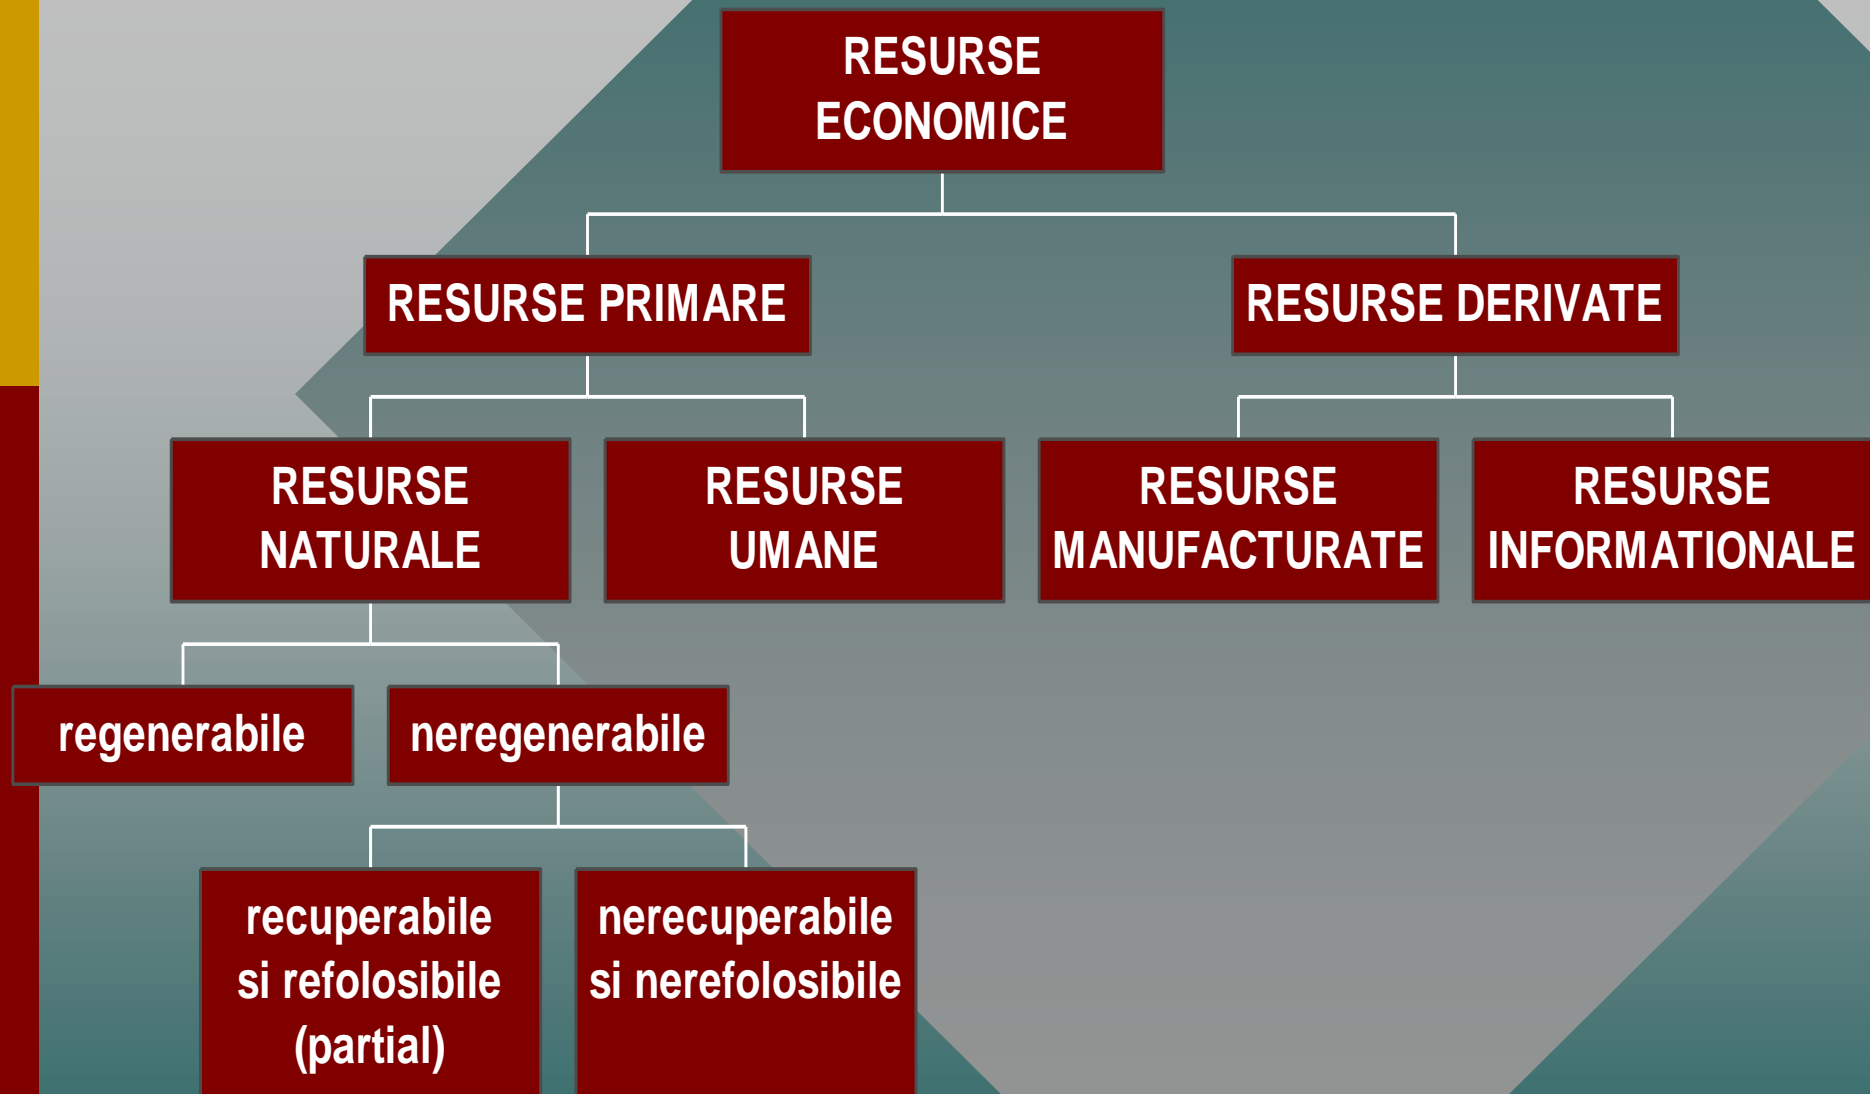 RESURSE
ECONOMICE
RESURSE PRIMARE
RESURSE DERIVATE
RESURSE
NATURALE
RESURSE
UMANE
RESURSE
MANUFACTURATE
RESURSE
INFORMATIONALE
regenerabile
neregenerabile
recuperabile
si refolosibile
(partial)
nerecuperabile
si nerefolosibile